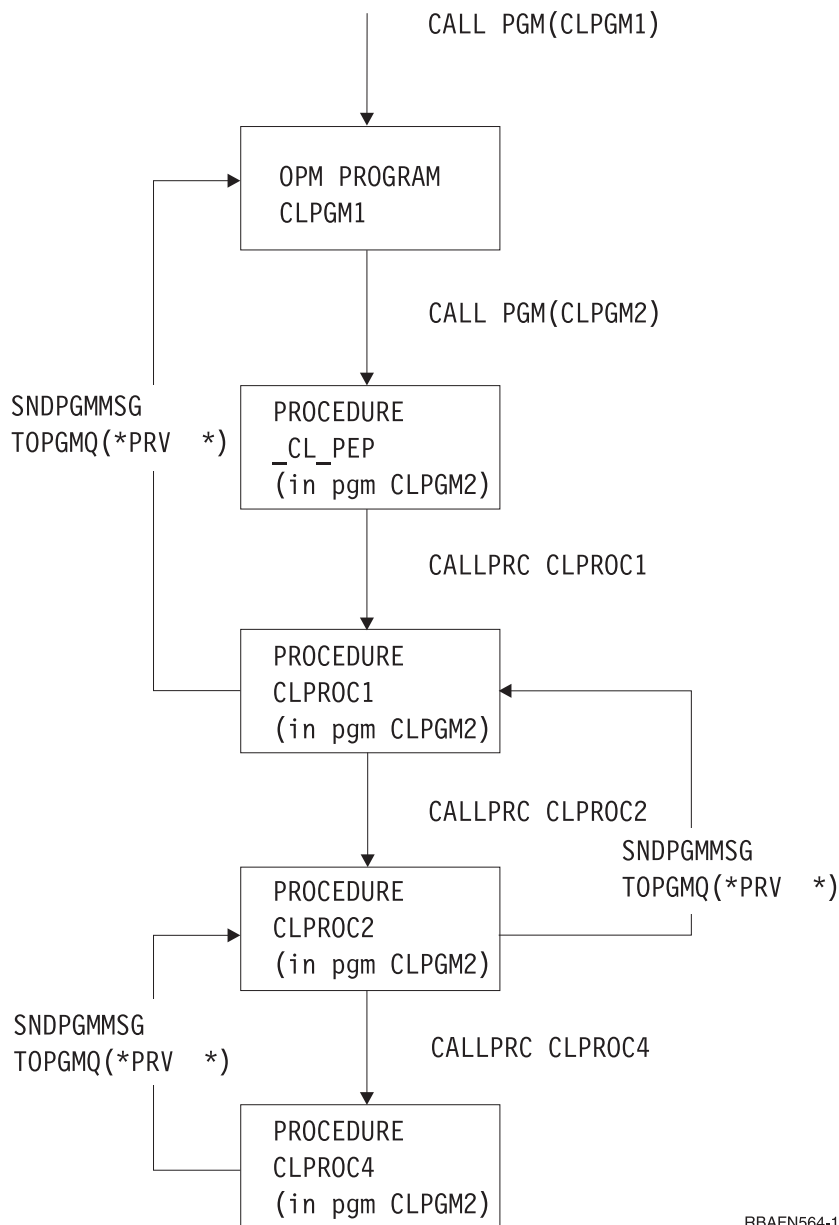 CALL PGM(CLPGM1)
OPM PROGRAM
CLPGM1
CALL PGM(CLPGM2)
SNDPGMMSG
TOPGMQ(*PRV  *)
PROCEDURE
_CL_PEP
(in pgm CLPGM2)
CALLPRC CLPROC1
PROCEDURE
CLPROC1
(in pgm CLPGM2)
CALLPRC CLPROC2
SNDPGMMSG
TOPGMQ(*PRV  *)
PROCEDURE
CLPROC2
(in pgm CLPGM2)
SNDPGMMSG
TOPGMQ(*PRV  *)
CALLPRC CLPROC4
PROCEDURE
CLPROC4
(in pgm CLPGM2)
RBAFN564-1